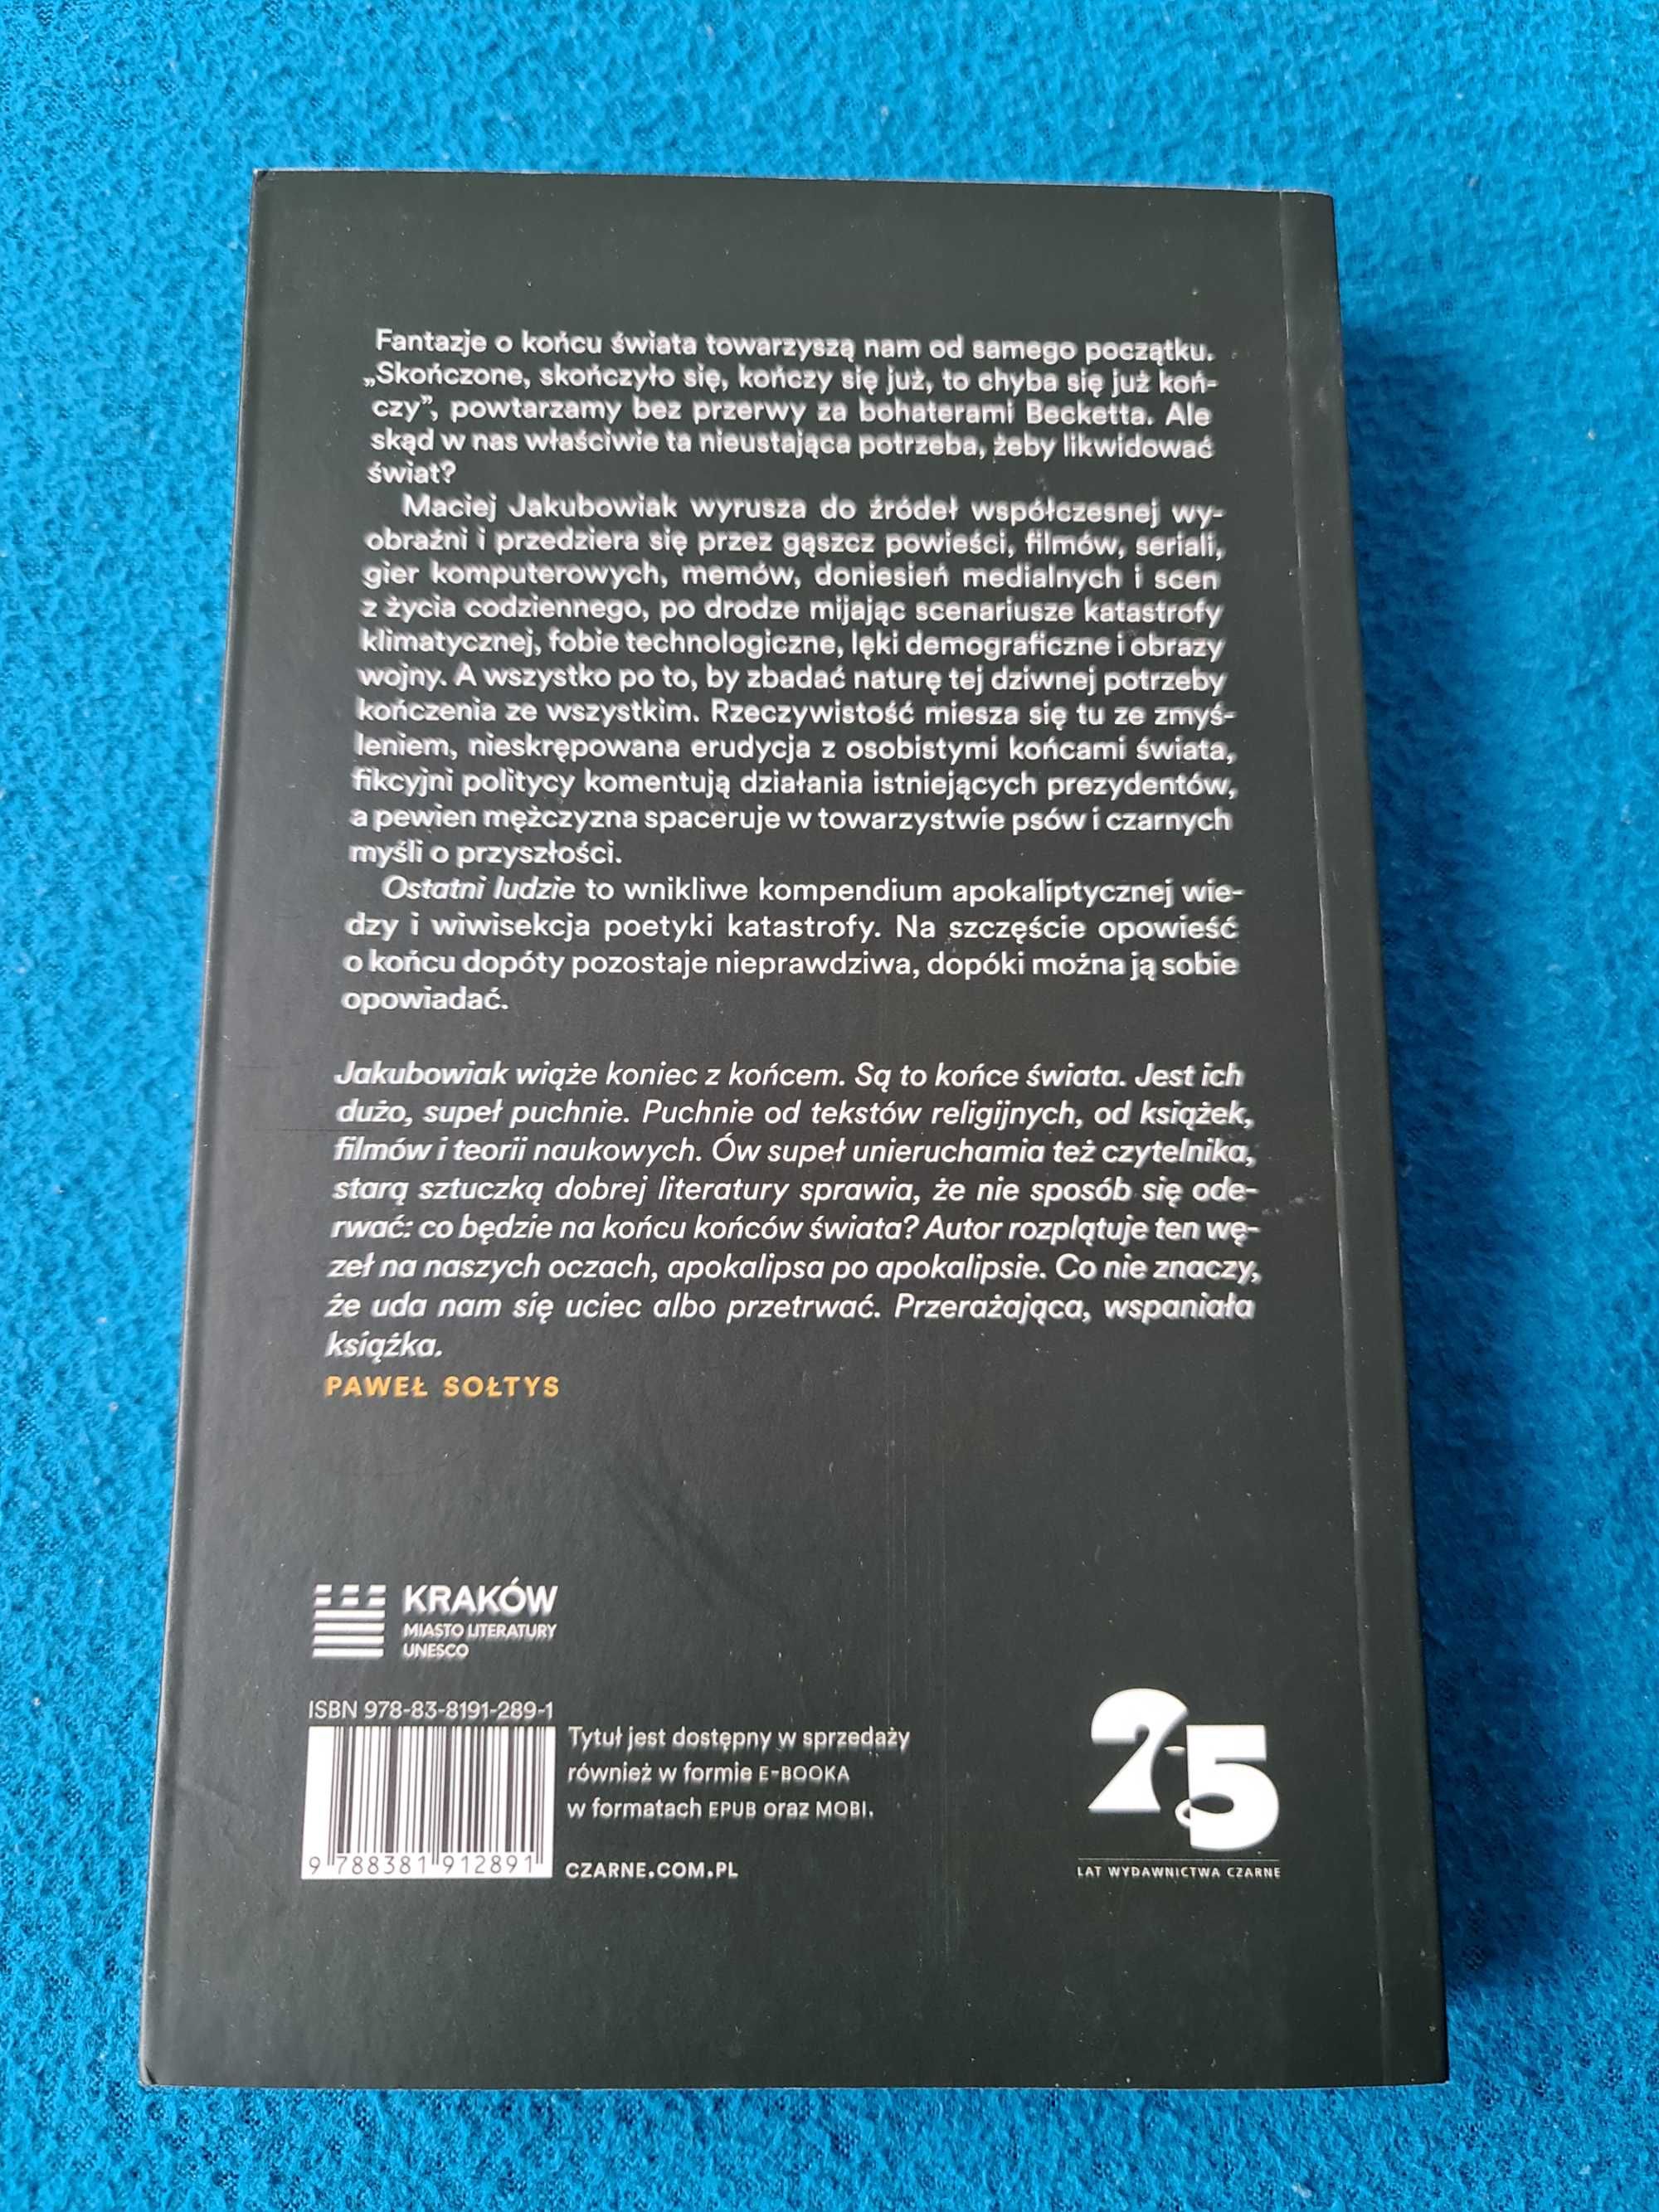 Fantazje o końcu świata towarzyszą nam od samego początku.
„Skończone, skończyło się, kończy się już, to chyba się już koń-
czy”, powtarzamy bez przerwy za bohaterami Becketta. Ale
skąd w nas właściwie ta nieustająca potrzeba, żeby likwidować
świat?
Maciej Jakubowiak wyrusza do źródeł współczesnej wy-
obraźni i przedziera się przez gąszcz powieści, filmów, seriali,
gier komputerowych, memów, doniesień medialnych i scen
z życia codziennego, po drodze mijając scenariusze katastrofy
klimatycznej, fobie technologiczne, lęki demograficzne i obrazy
wojny. A wszystko po to, by zbadać naturę tej dziwnej potrzeby
kończenia ze wszystkim. Rzeczywistość miesza się tu ze zmyś-
leniem, nieskrępowana erudycja z osobistymi końcami świata,
fikcyjni politycy komentują działania istniejących prezydentów,
a pewien mężczyzna spaceruje w towarzystwie psów i czarnych
myśli o przyszłości.
Ostatni ludzie to wnikliwe kompendium apokaliptycznej wie-
dzy i wiwisekcja poetyki katastrofy. Na szczęście opowieść
o końcu dopóty pozostaje nieprawdziwa, dopóki można ją sobie
opowiadać.
Jakubowiak wiąże koniec z końcem. Są to końce świata. Jest ich
dużo, supeł puchnie. Puchnie od tekstów religijnych, od książek,
filmów i teorii naukowych. Ów supeł unieruchamia też czytelnika,
starą sztuczką dobrej literatury sprawia, że nie sposób się ode-
rwać: co będzie na końcu końców świata? Autor rozplątuje ten wę-
zeł na naszych oczach, apokalipsa po apokalipsie. Co nie znaczy,
że uda nam się uciec albo przetrwać. Przerażająca, wspaniała
książka.
PAWEŁ SOŁTYS
KRAKÓW
MIASTO LITERATURY
UNESCO
ISBN 978-83-8191-289-1
9 788381 912891
Tytuł jest dostępny w sprzedaży
również w formie E-BOOKA
w formatach EPUB oraz MOBI.
CZARNE.COM.PL
25
LAT WYDAWNICTWA CZARNE